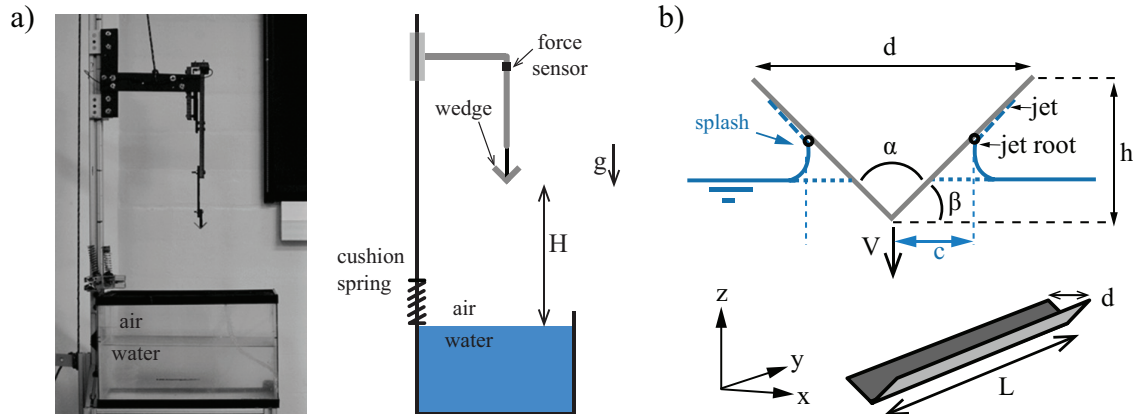 a)
air
water
force
sensor
wedge
g
H
cushion
spring
air
water
b)
d
jet
splash
jet root
α
h
β
V
c
z
y
x
d
L